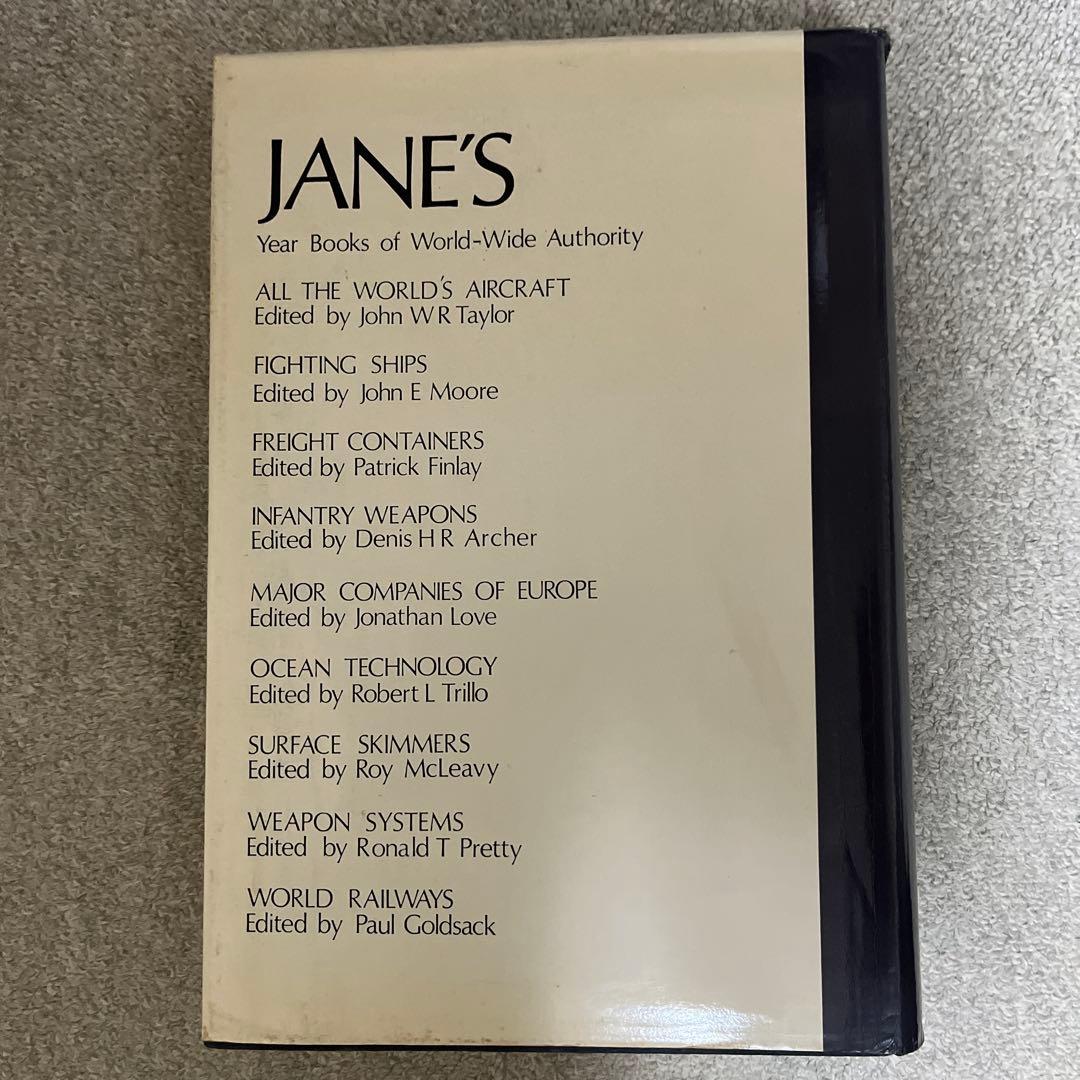 JANE'S
Year Books of World-Wide Authority
ALL THE WORLD'S AIRCRAFT
Edited by John W R Taylor
FIGHTING SHIPS
Edited by John E Moore
FREIGHT CONTAINERS
Edited by Patrick Finlay
INFANTRY WEAPONS
Edited by Denis H R Archer
MAJOR COMPANIES OF EUROPE
Edited by Jonathan Love
OCEAN TECHNOLOGY
Edited by Robert L Trillo
SURFACE SKIMMERS
Edited by Roy McLeavy
WEAPON SYSTEMS
Edited by Ronald T Pretty
WORLD RAILWAYS
Edited by Paul Goldsack